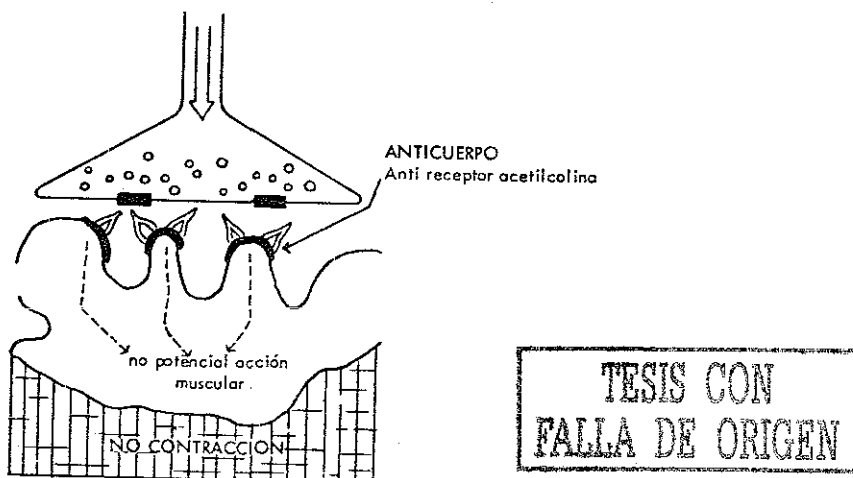 ANTICUERPO
Anti receptor acetilcolina
no potencial acción
muscular.
NO CONTRACCION
TESIS CON
FALLA DE ORIGEN